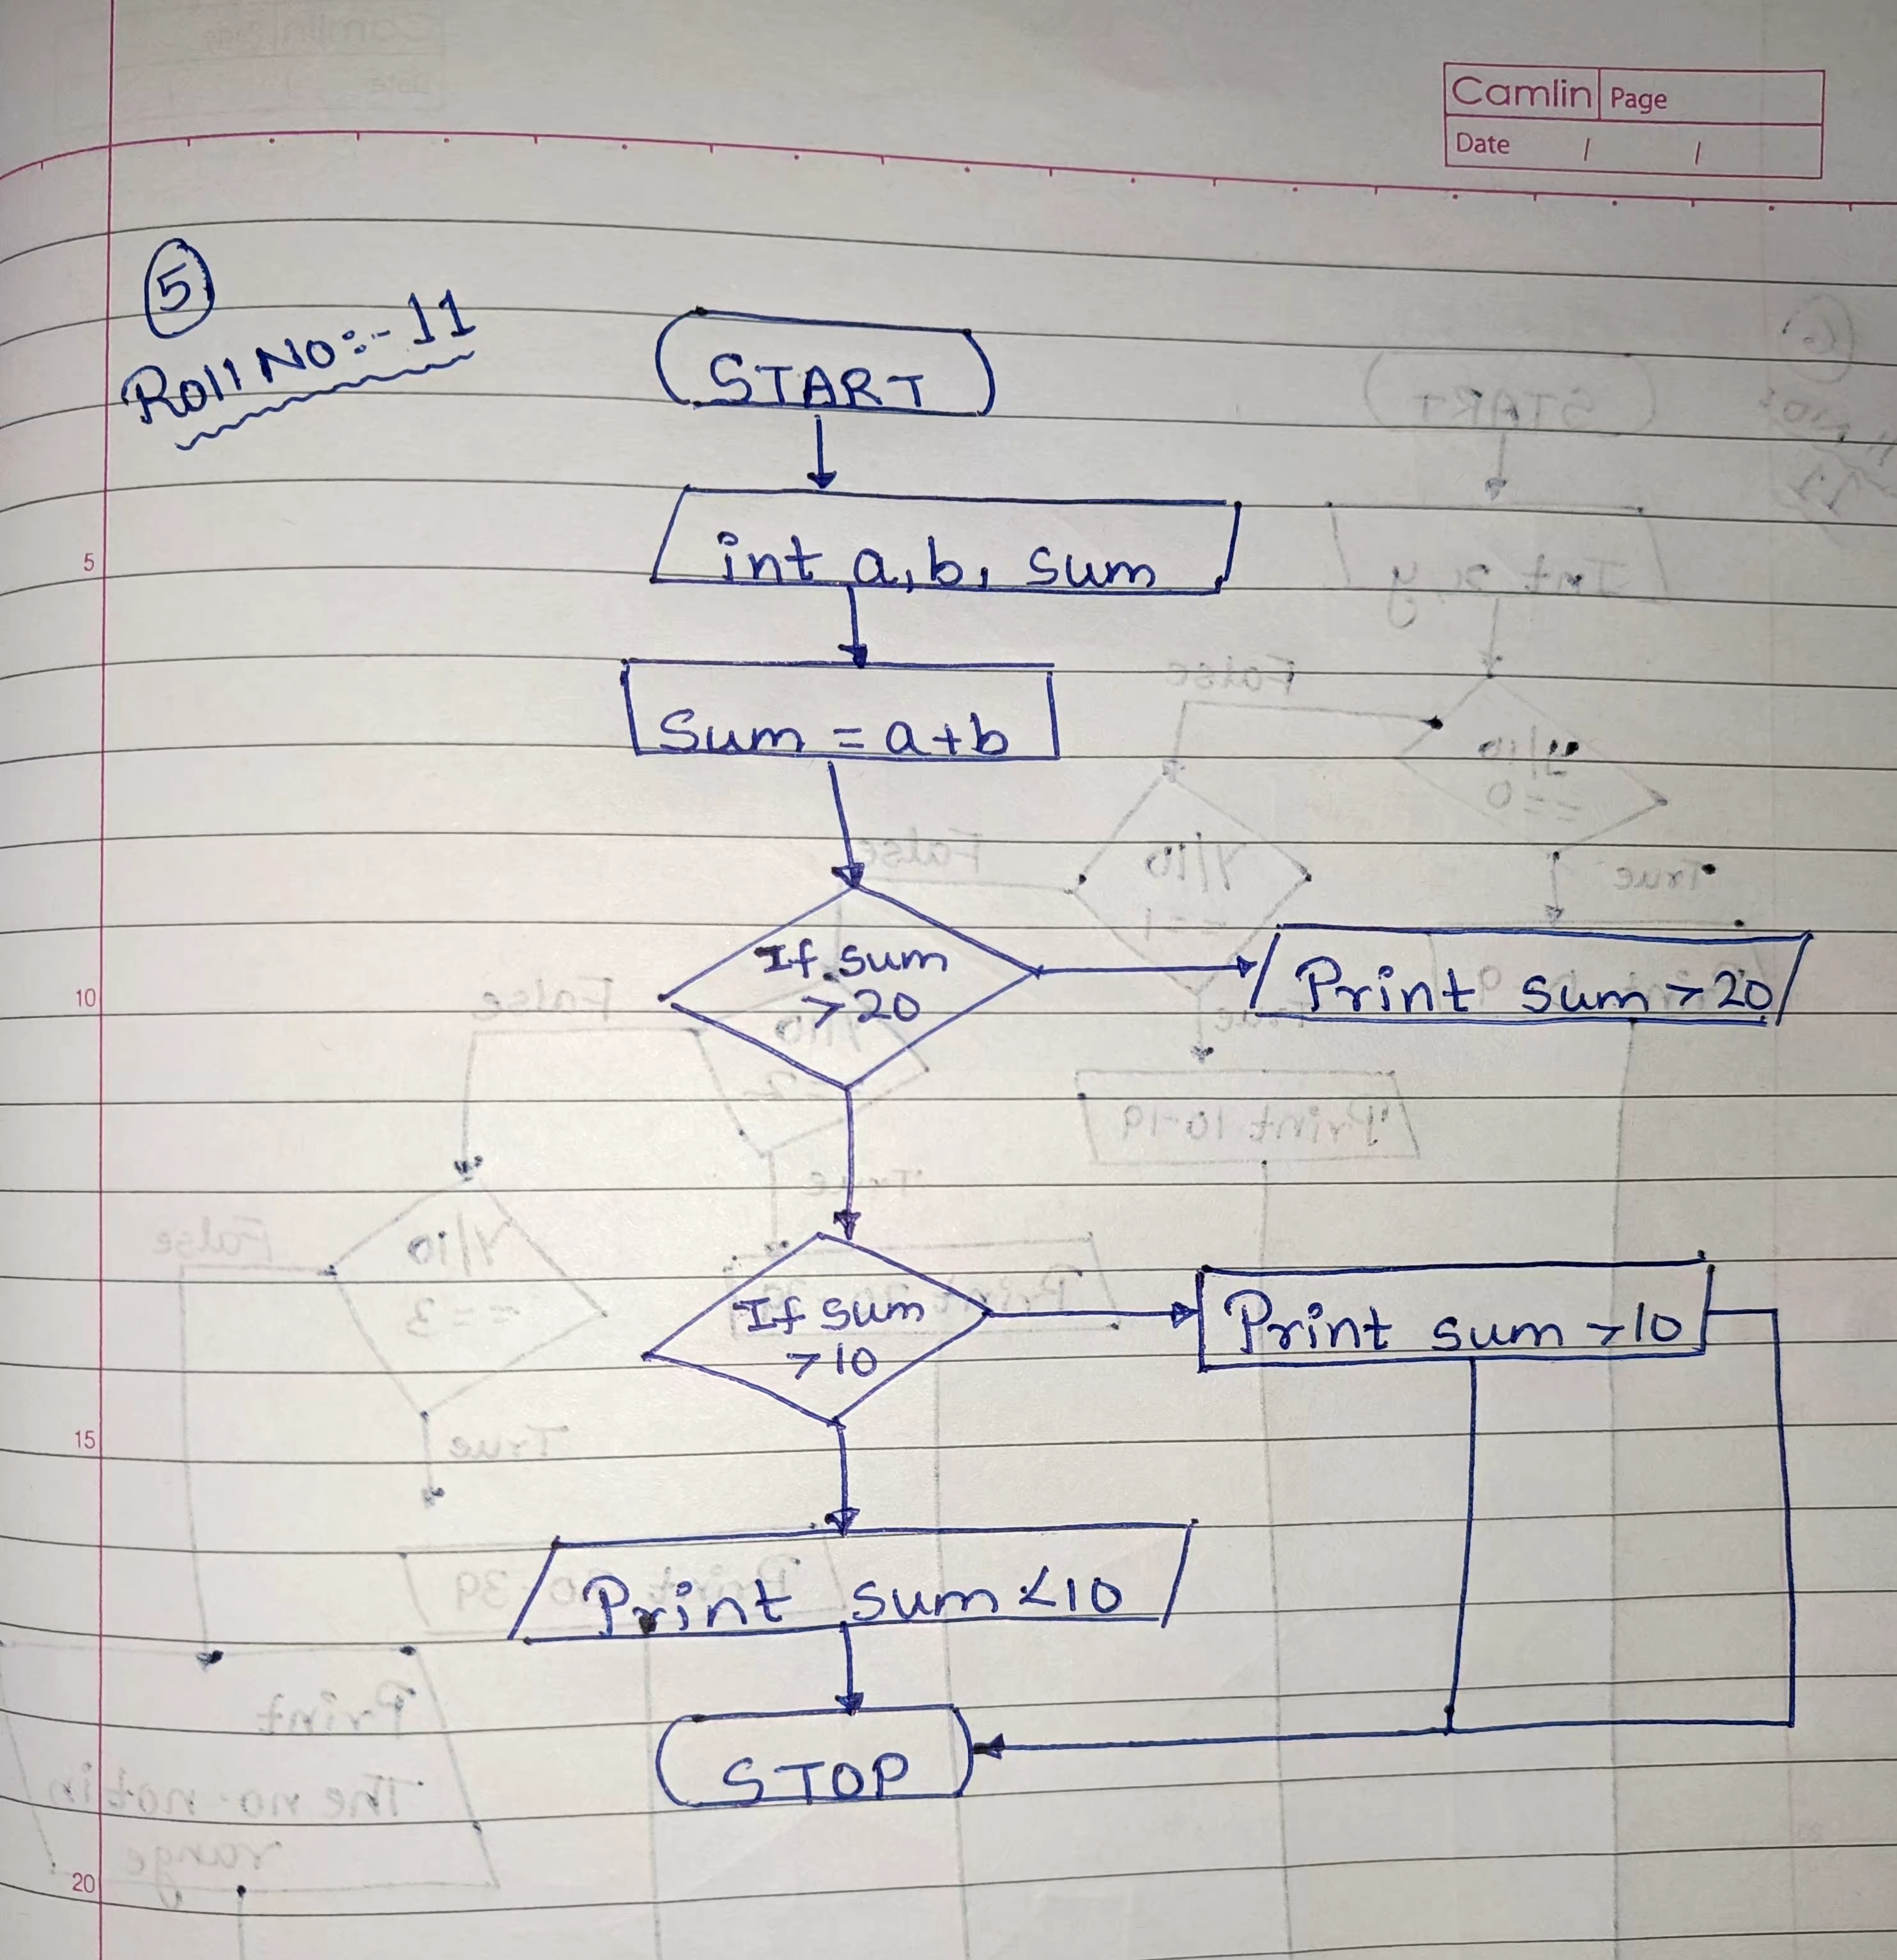 Camlin Page
Date / /
5
Roll No:- 11
START
int a, b, sum
5
Sum = a+b
If sum
>20
Print sum >20
10
If sum
>10
Print sum >10
15
Print sum <10
STOP
20